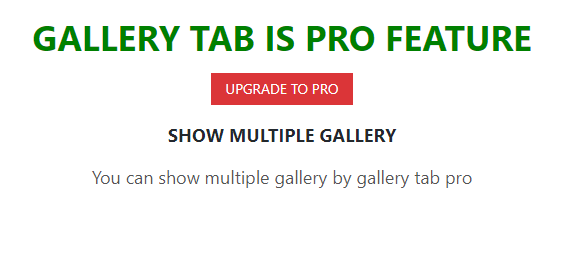 GALLERY TAB IS PRO FEATURE
UPGRADE TO PRO
SHOW MULTIPLE GALLERY
You can show multiple gallery by gallery tab pro